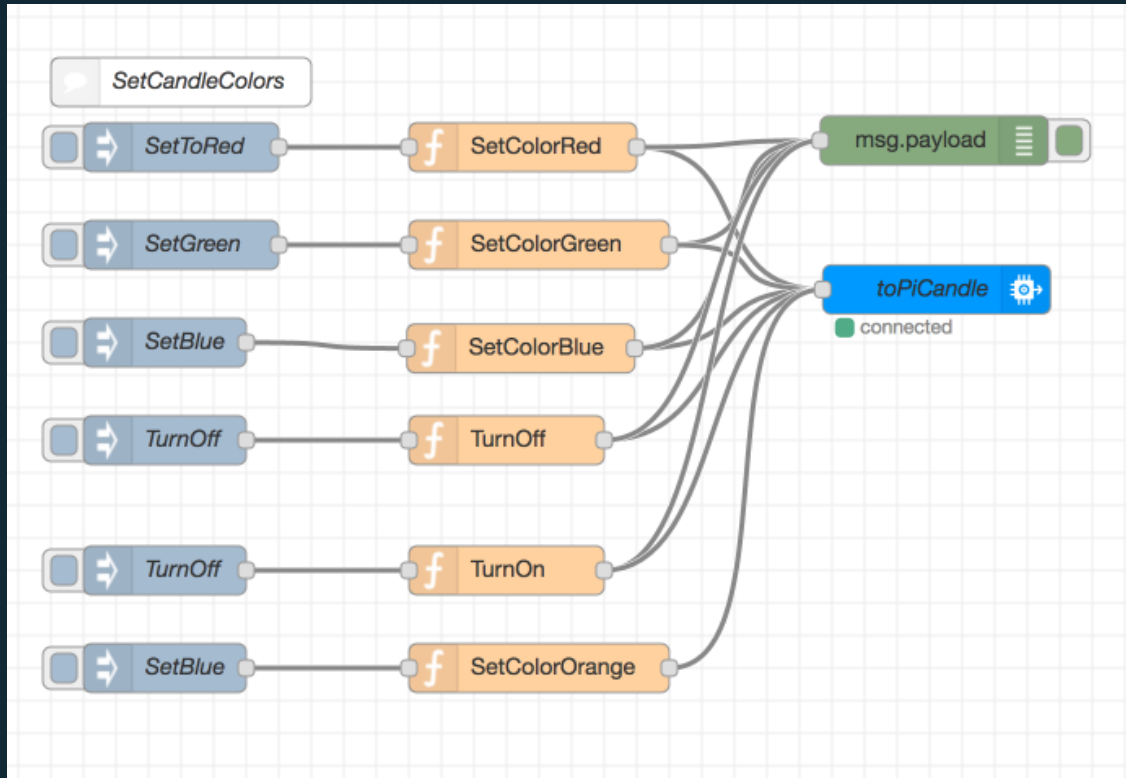 SetCandleColors
SetToRed
SetColorRed
msg.payload
SetGreen
SetColorGreen
toPiCandle
connected
SetBlue
SetColorBlue
TurnOff
TurnOff
TurnOff
TurnOn
SetBlue
SetColorOrange